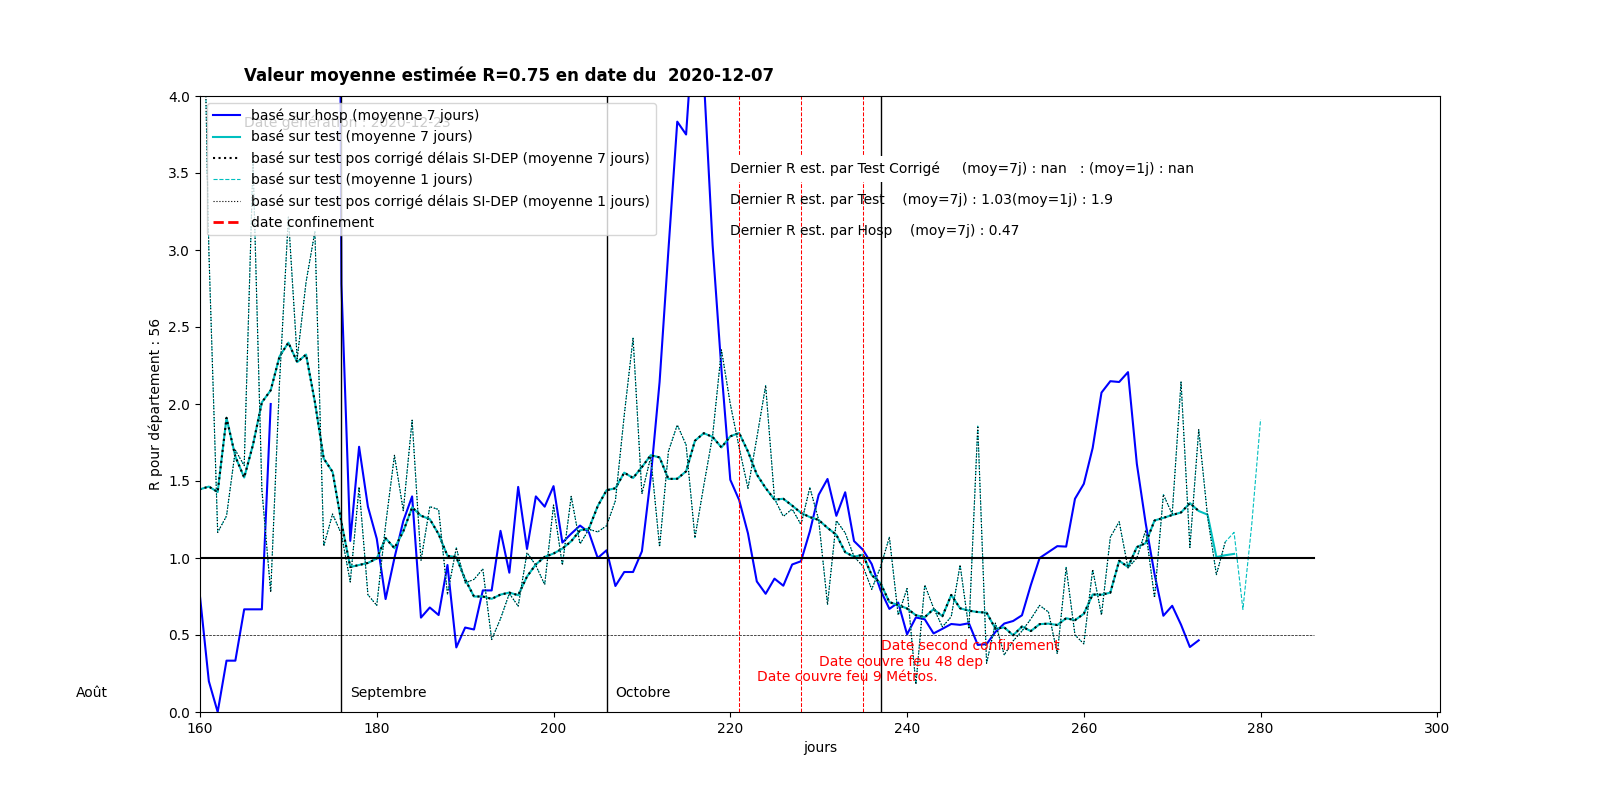 Valeur moyenne estimée R=0.75 en date du  2020-12-07
basé sur hosp (moyenne 7 jours)
Date génération : 2020-12-23
basé sur test (moyenne 7 jours)
basé sur test pos corrigé délais SI-DEP (moyenne 7 jours)
basé sur test (moyenne 1 jours)
basé sur test pos corrigé délais SI-DEP (moyenne 1 jours)
date confinement
Dernier R est. par Test Corrigé     (moy=7j) : nan   : (moy=1j) : nan
Dernier R est. par Test    (moy=7j) : 1.03(moy=1j) : 1.9
Dernier R est. par Hosp    (moy=7j) : 0.47
4.0
3.5
3.0
2.5
2.0
1.5
1.0
0.5
0.0
R pour département : 56
Date second confinement
Date couvre feu 48 dep
Date couvre feu 9 Métros.
Août
Septembre
Octobre
160 180 200 220 240 260 280 300
jours